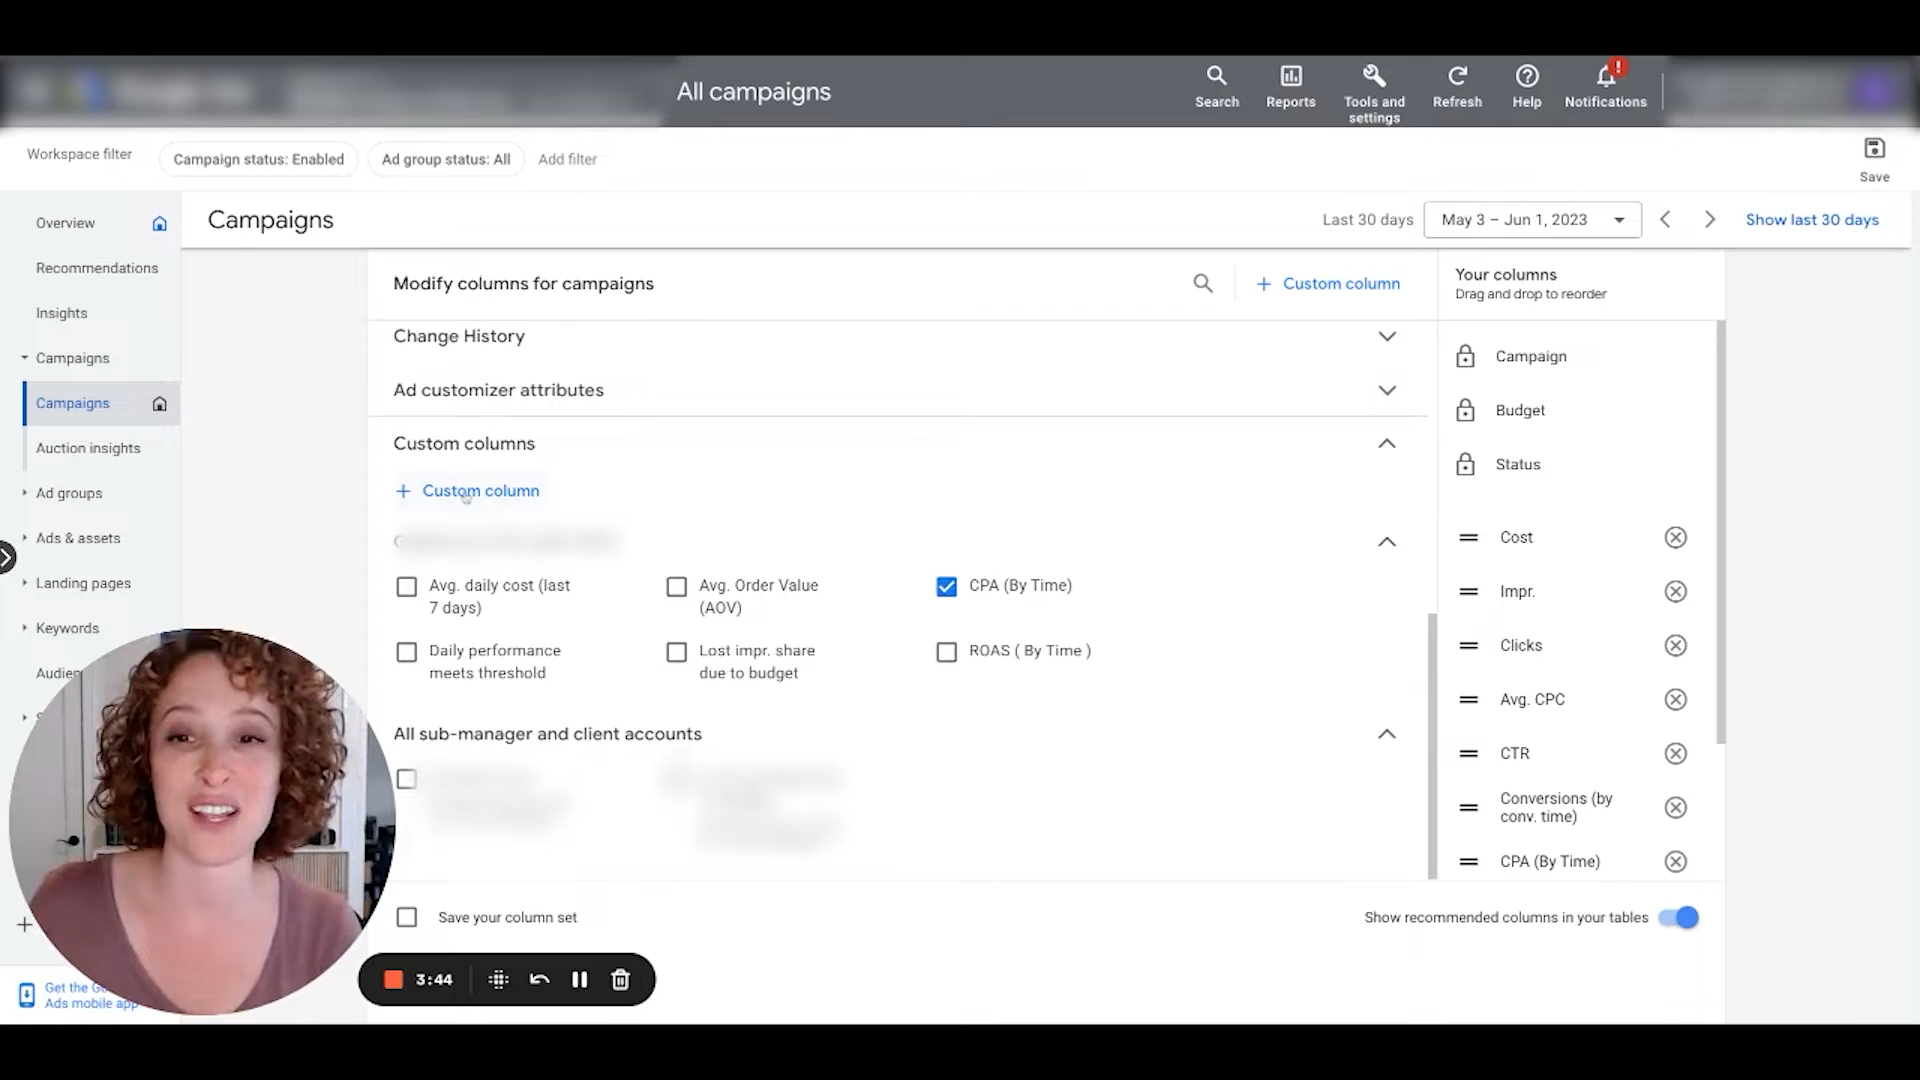 All campaigns
Search
Reports
Tools and
settings
Refresh
Help
!
Notifications
Workspace filter
Campaign status: Enabled
Ad group status: All
Add filter
Save
Overview
Recommendations
Insights
Campaigns
Campaigns
Auction insights
Ad groups
Ads & assets
Landing pages
Keywords
Campaigns
Last 30 days
May 3 – Jun 1, 2023
Show last 30 days
Modify columns for campaigns
+ Custom column
Change History
Ad customizer attributes
Custom columns
+ Custom column
Avg. daily cost (last
7 days)
Avg. Order Value
(AOV)
CPA (By Time)
Daily performance
meets threshold
Lost impr. share
due to budget
ROAS ( By Time )
All sub-manager and client accounts
Save your column set
Show recommended columns in your tables
Your columns
Drag and drop to reorder
Campaign
Budget
Status
Cost
Impr.
Clicks
Avg. CPC
CTR
Conversions (by
conv. time)
CPA (By Time)
Get the
Ads mobile app
3:44